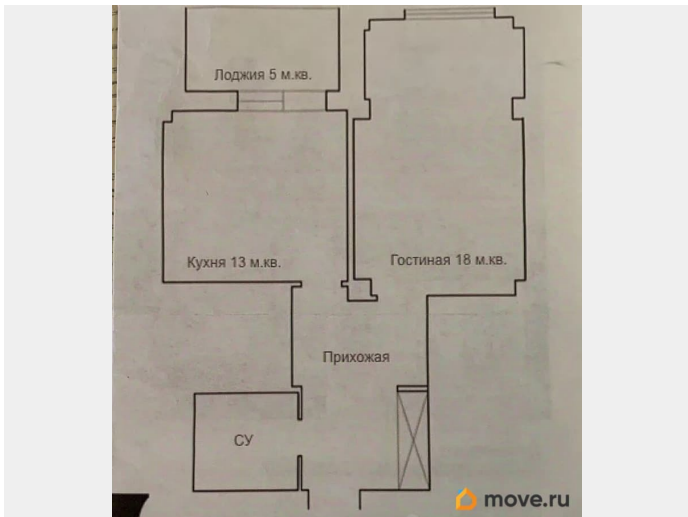 Лоджия 5 м.кв.
Кухня 13 м.кв.
Гостиная 18 м.кв.
Прихожая
СУ
move.ru